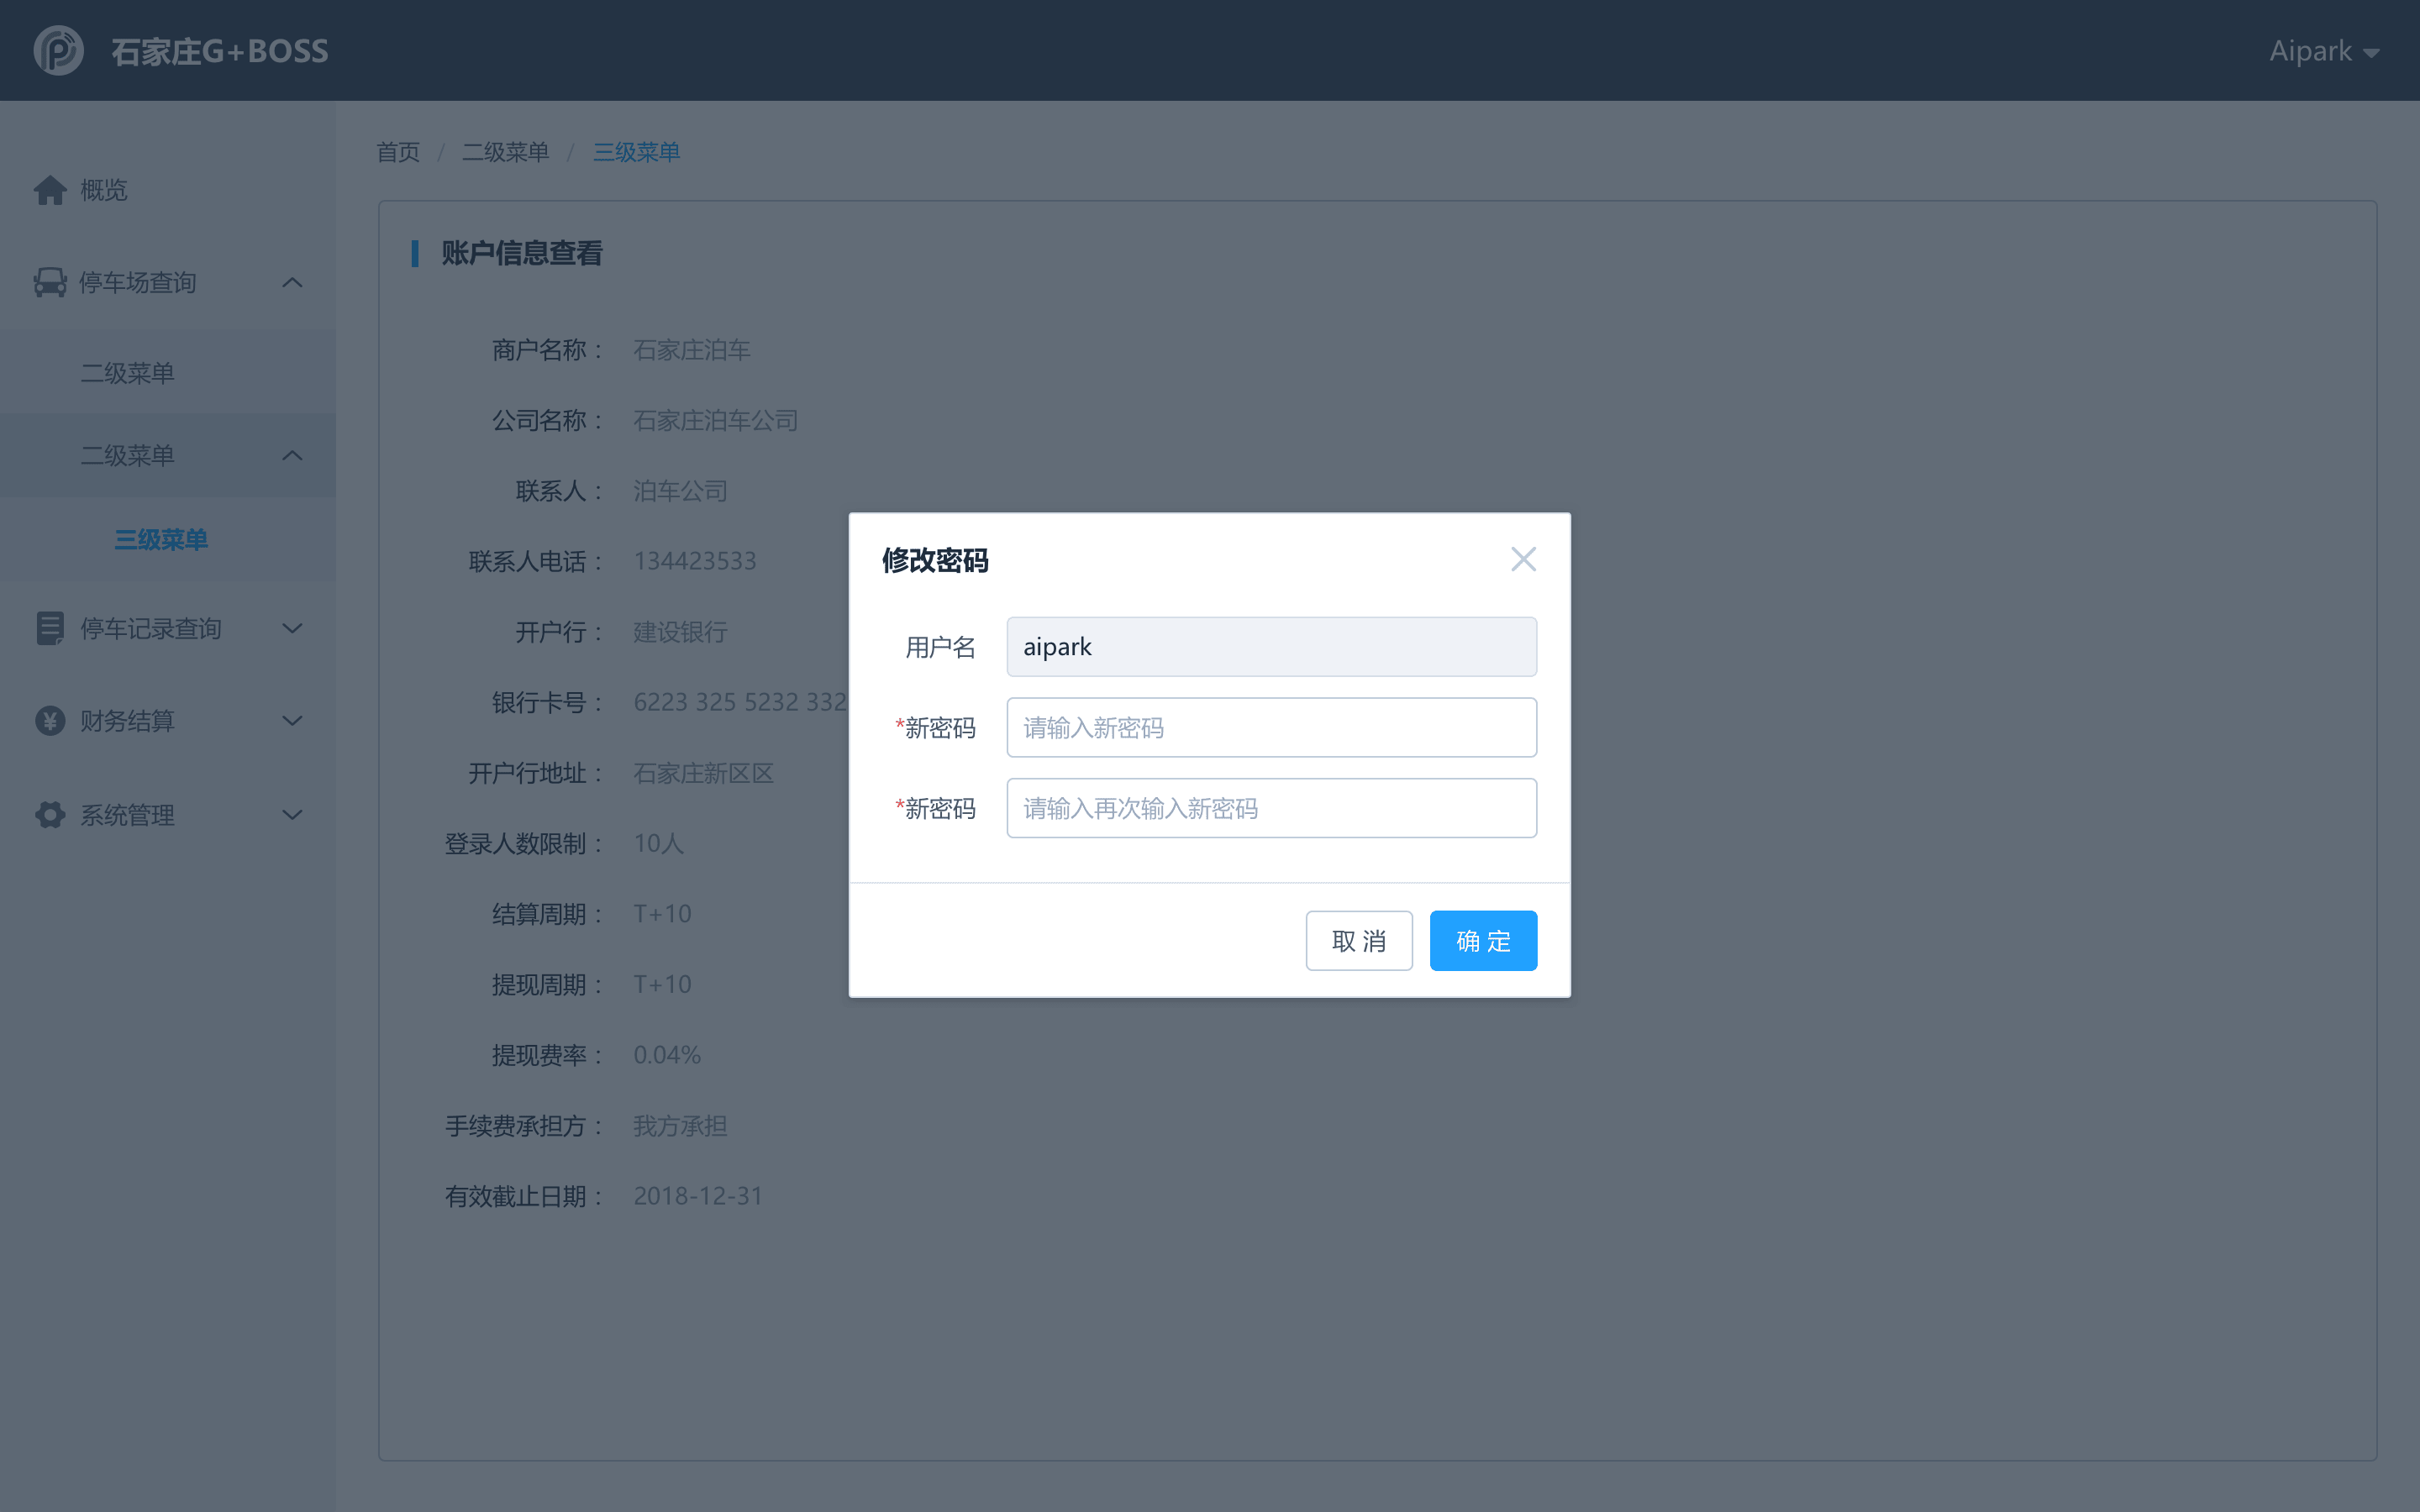 石家庄G+BOSS
Aipark
首页 / 二级菜单 / 三级菜单
概览
停车场查询
二级菜单
二级菜单
三级菜单
停车记录查询
财务结算
系统管理
账户信息查看
商户名称： 石家庄泊车
公司名称： 石家庄泊车公司
联系人： 泊车公司
联系人电话： 134423533
开户行： 建设银行
银行卡号： 6223 325 5232 332
开户行地址： 石家庄新区区
登录人数限制： 10人
结算周期： T+10
提现周期： T+10
提现费率： 0.04%
手续费承担方： 我方承担
有效截止日期： 2018-12-31
修改密码
用户名 aipark
*新密码 请输入新密码
*新密码 请输入再次输入新密码
取 消 确 定